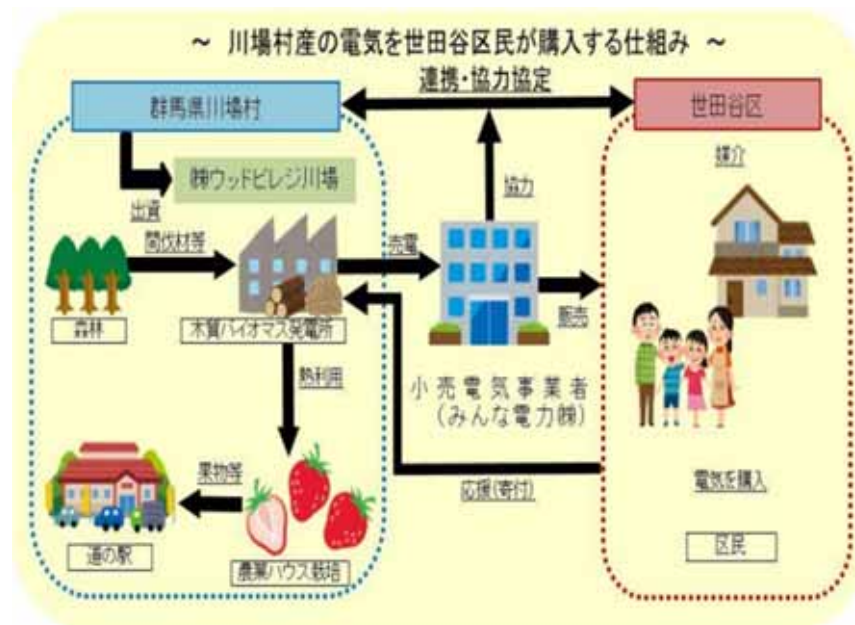 ～ 川場村産の電気を世田谷区民が購入する仕組み ～
連携・協力協定
群馬県川場村
世田谷区
媒介
㈱ウッドビレジ川場
出資
協力
間伐材等
売電
販売
森林
木質バイオマス発電所
熱利用
小売電気事業者
(みんな電力㈱)
果物等
応援(寄付)
電気を購入
道の駅
農業ハウス栽培
区民